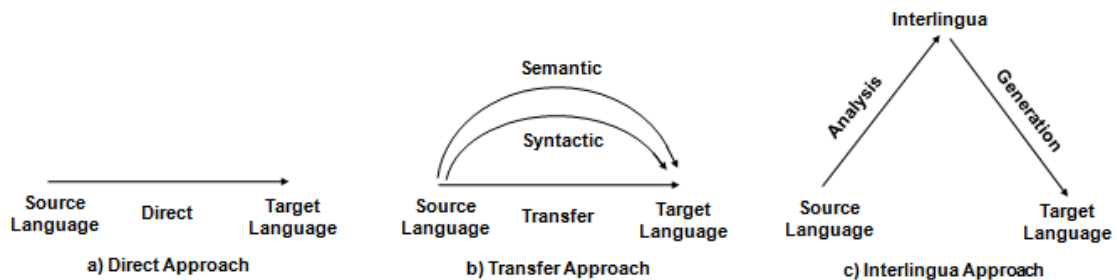 Source
Language
Direct
Target
Language
a) Direct Approach
Semantic
Syntactic
Source
Language
Transfer
Target
Language
b) Transfer Approach
Interlingua
Analysis
Generation
Source
Language
Target
Language
c) Interlingua Approach